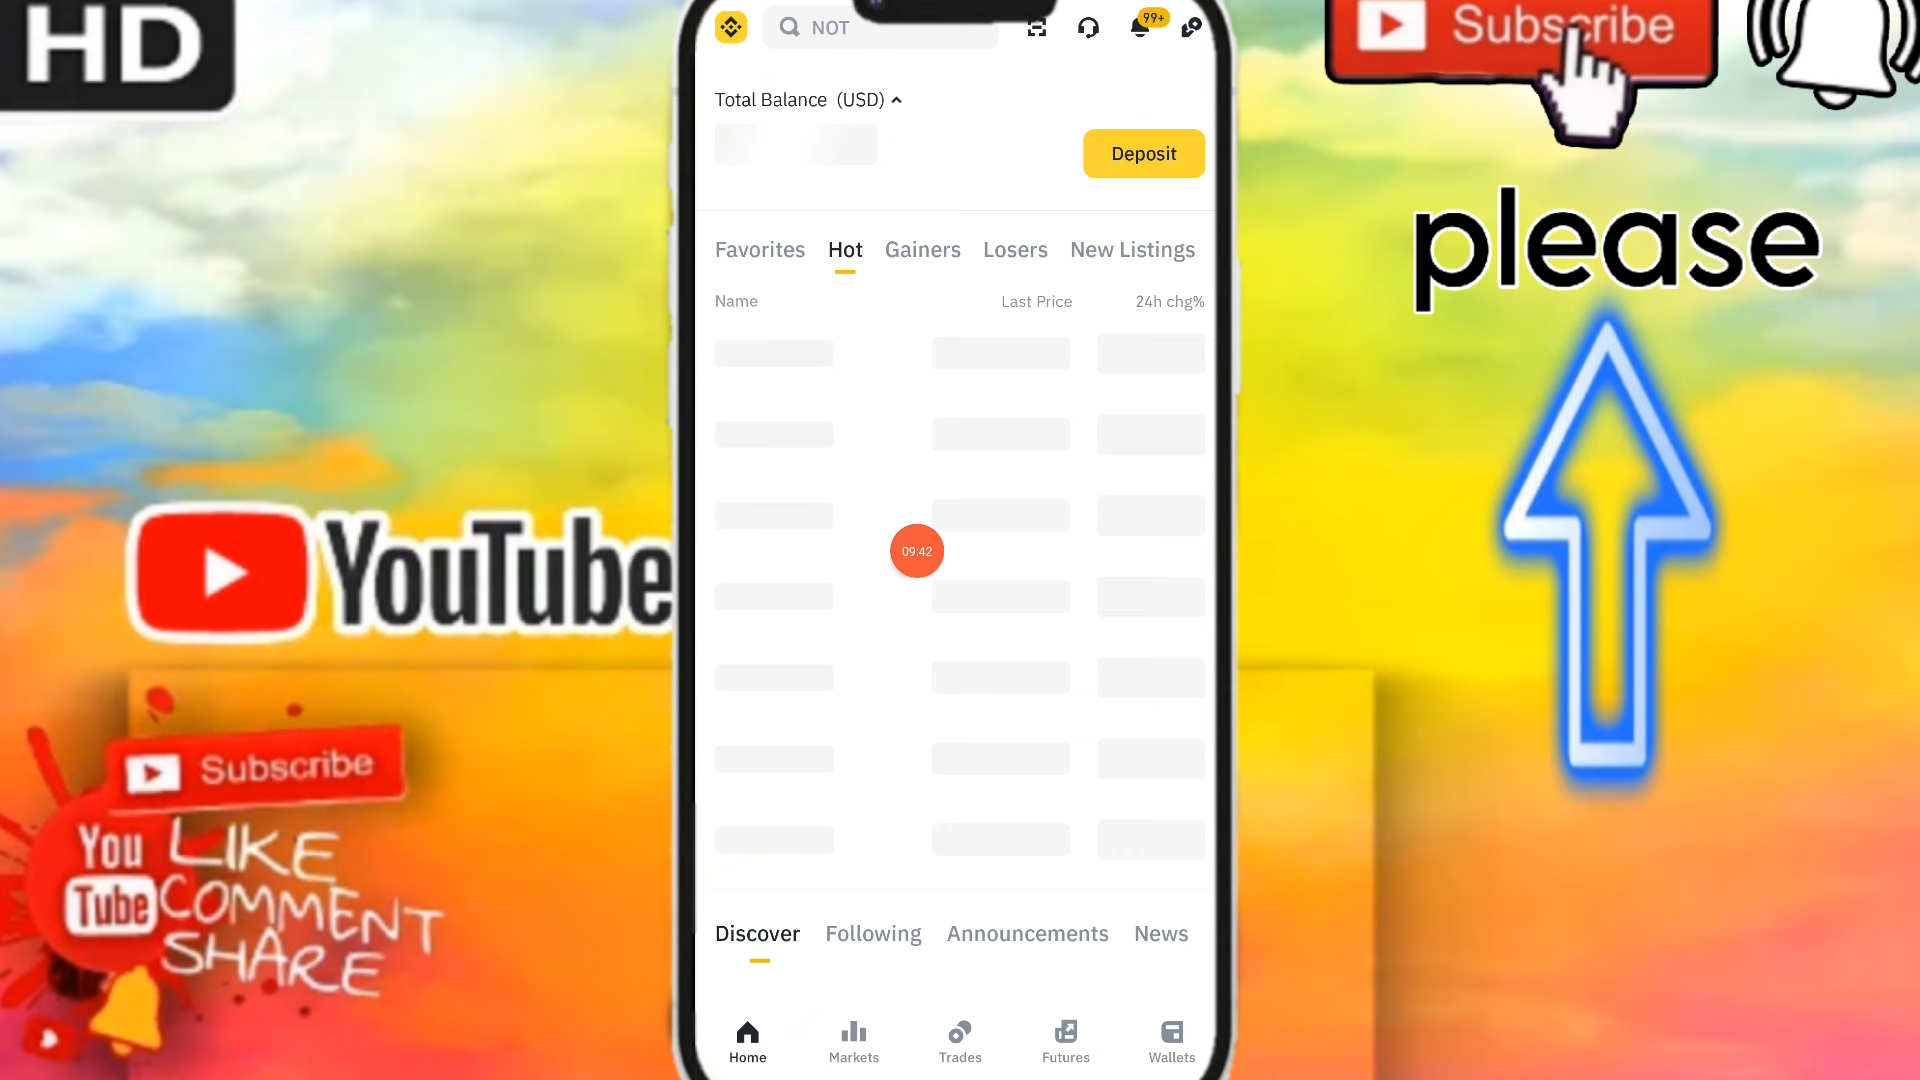 HD
NOT
99+
Total Balance (USD)
Deposit
Favorites Hot Gainers Losers New Listings
Name Last Price 24h chg%
09:42
Discover Following Announcements News
Home Markets Trades Futures Wallets
Subscribe
please
YouTube
Subscribe
You
Tube
LIKE
COMMENT
SHARE